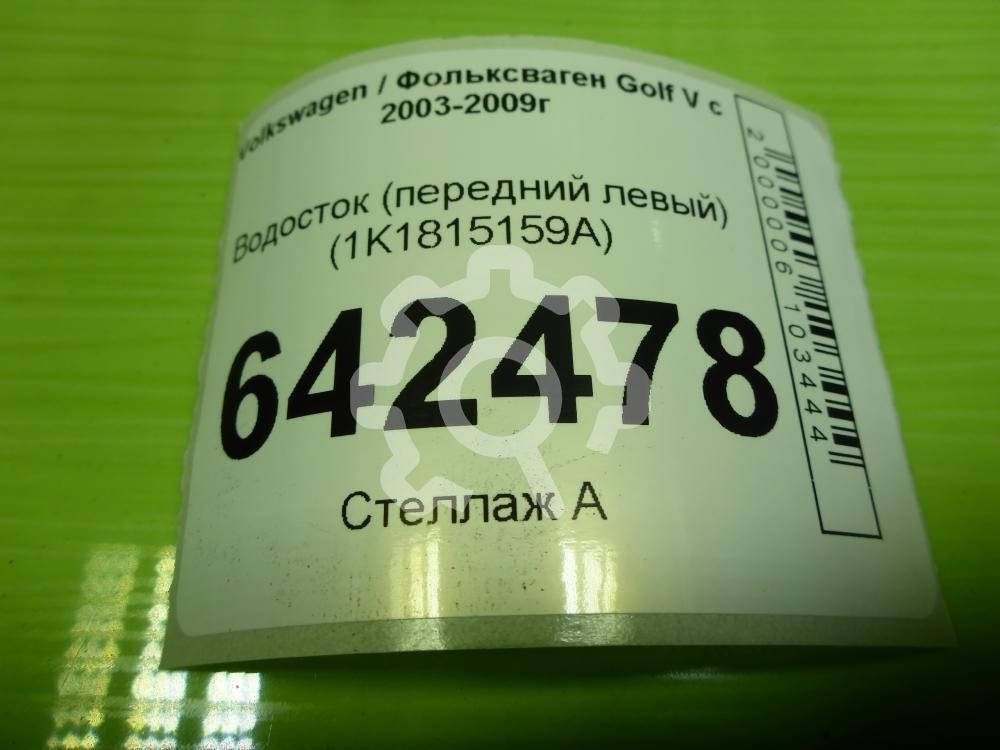 Volkswagen / Фольксваген Golf V с
2003-2009г
Водосток (передний левый)
(1K1815159A)
642478
Стеллаж А
2000006103444